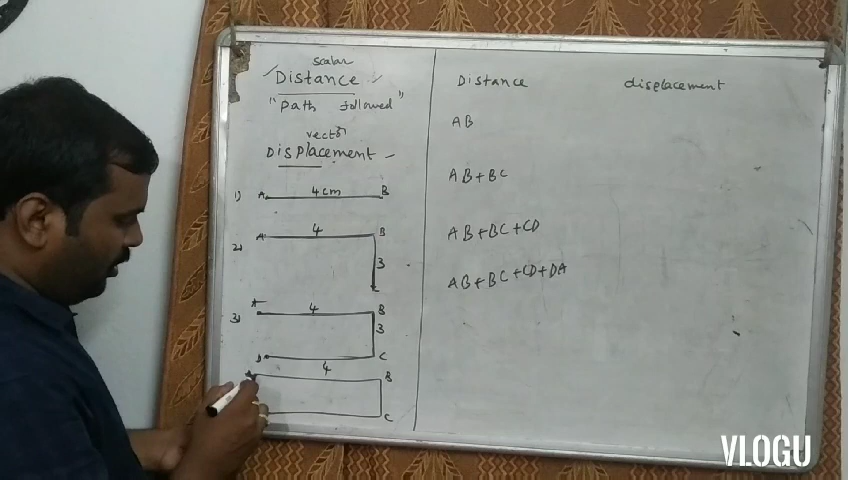 scalar
Distance
"Path followed"
vector
Displacement
1) A 4cm B
2) A 4 B
3
C
3) A 4 B
3
D C
4
A B
C
Distance displacement
AB
AB+BC
AB+BC+CD
AB+BC+CD+DA
VLOGU